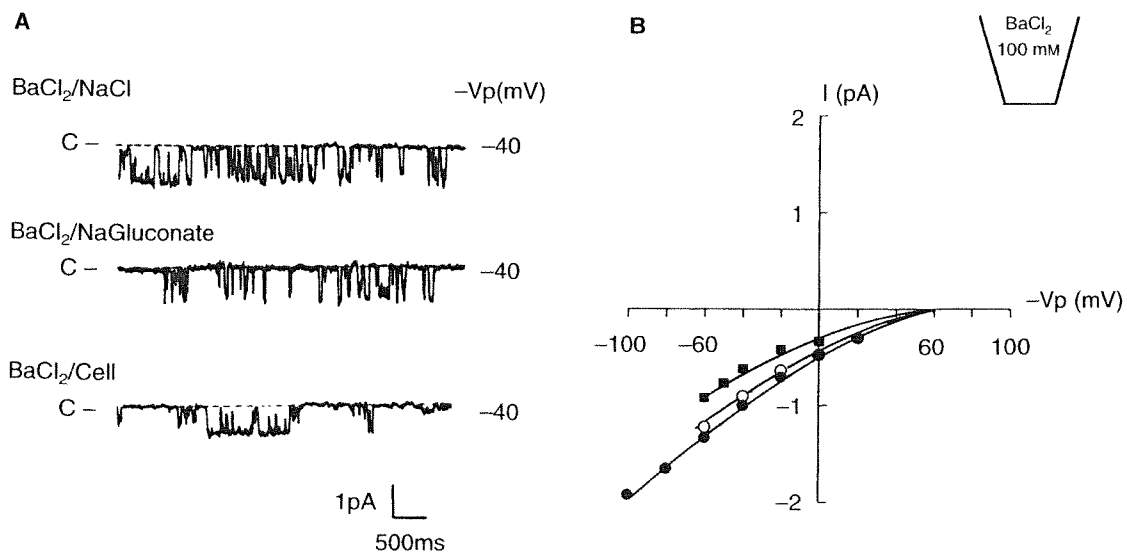 A
BaCl₂/NaCl
–Vp(mV)
C –
–40
BaCl₂/NaGluconate
C –
–40
BaCl₂/Cell
C –
–40
1pA
500ms
B
BaCl₂
100 mM
I (pA)
2
1
–Vp (mV)
–100
–60
60
100
–1
–2